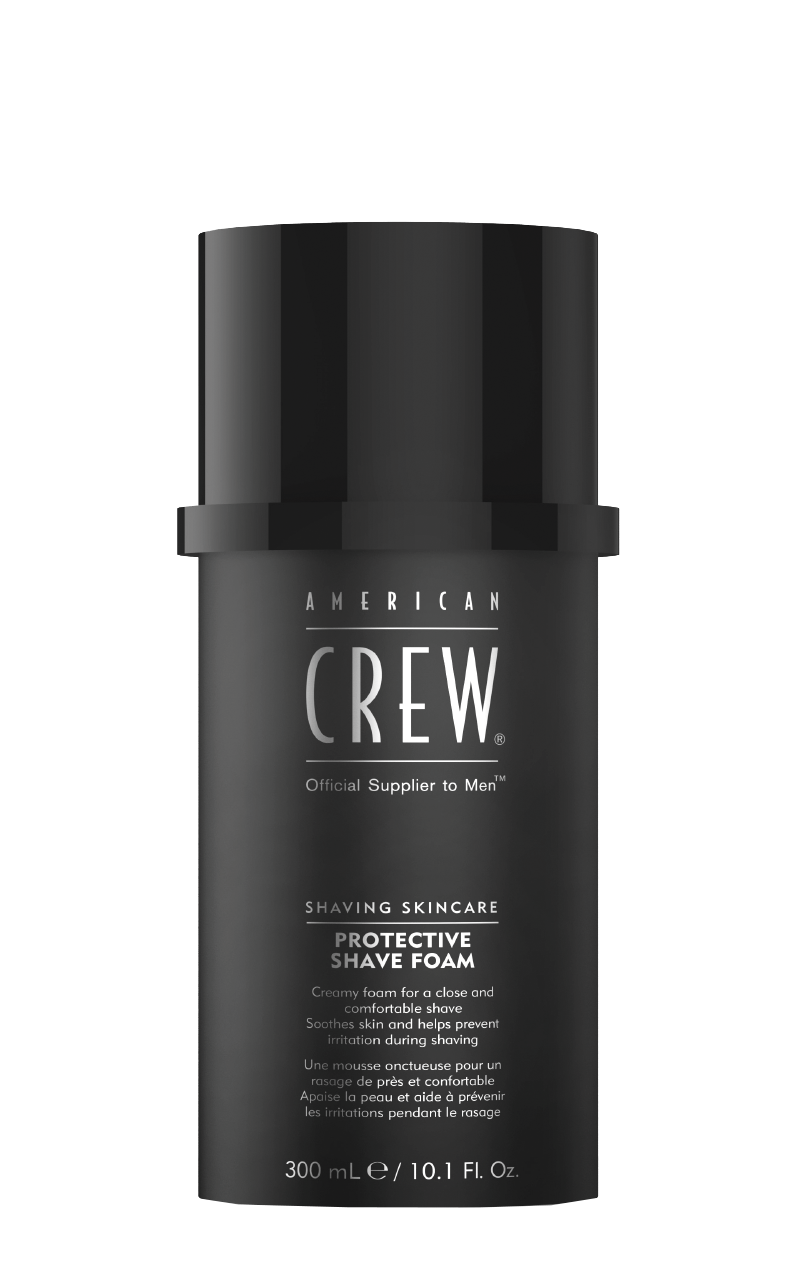 AMERICAN
CREW®
Official Supplier to Men™
SHAVING SKINCARE
PROTECTIVE
SHAVE FOAM
Creamy foam for a close and
comfortable shave
Soothes skin and helps prevent
irritation during shaving
Une mousse onctueuse pour un
rasage de près et confortable
Apaise la peau et aide à prévenir
les irritations pendant le rasage
300 mL ℮ / 10.1 Fl. Oz.